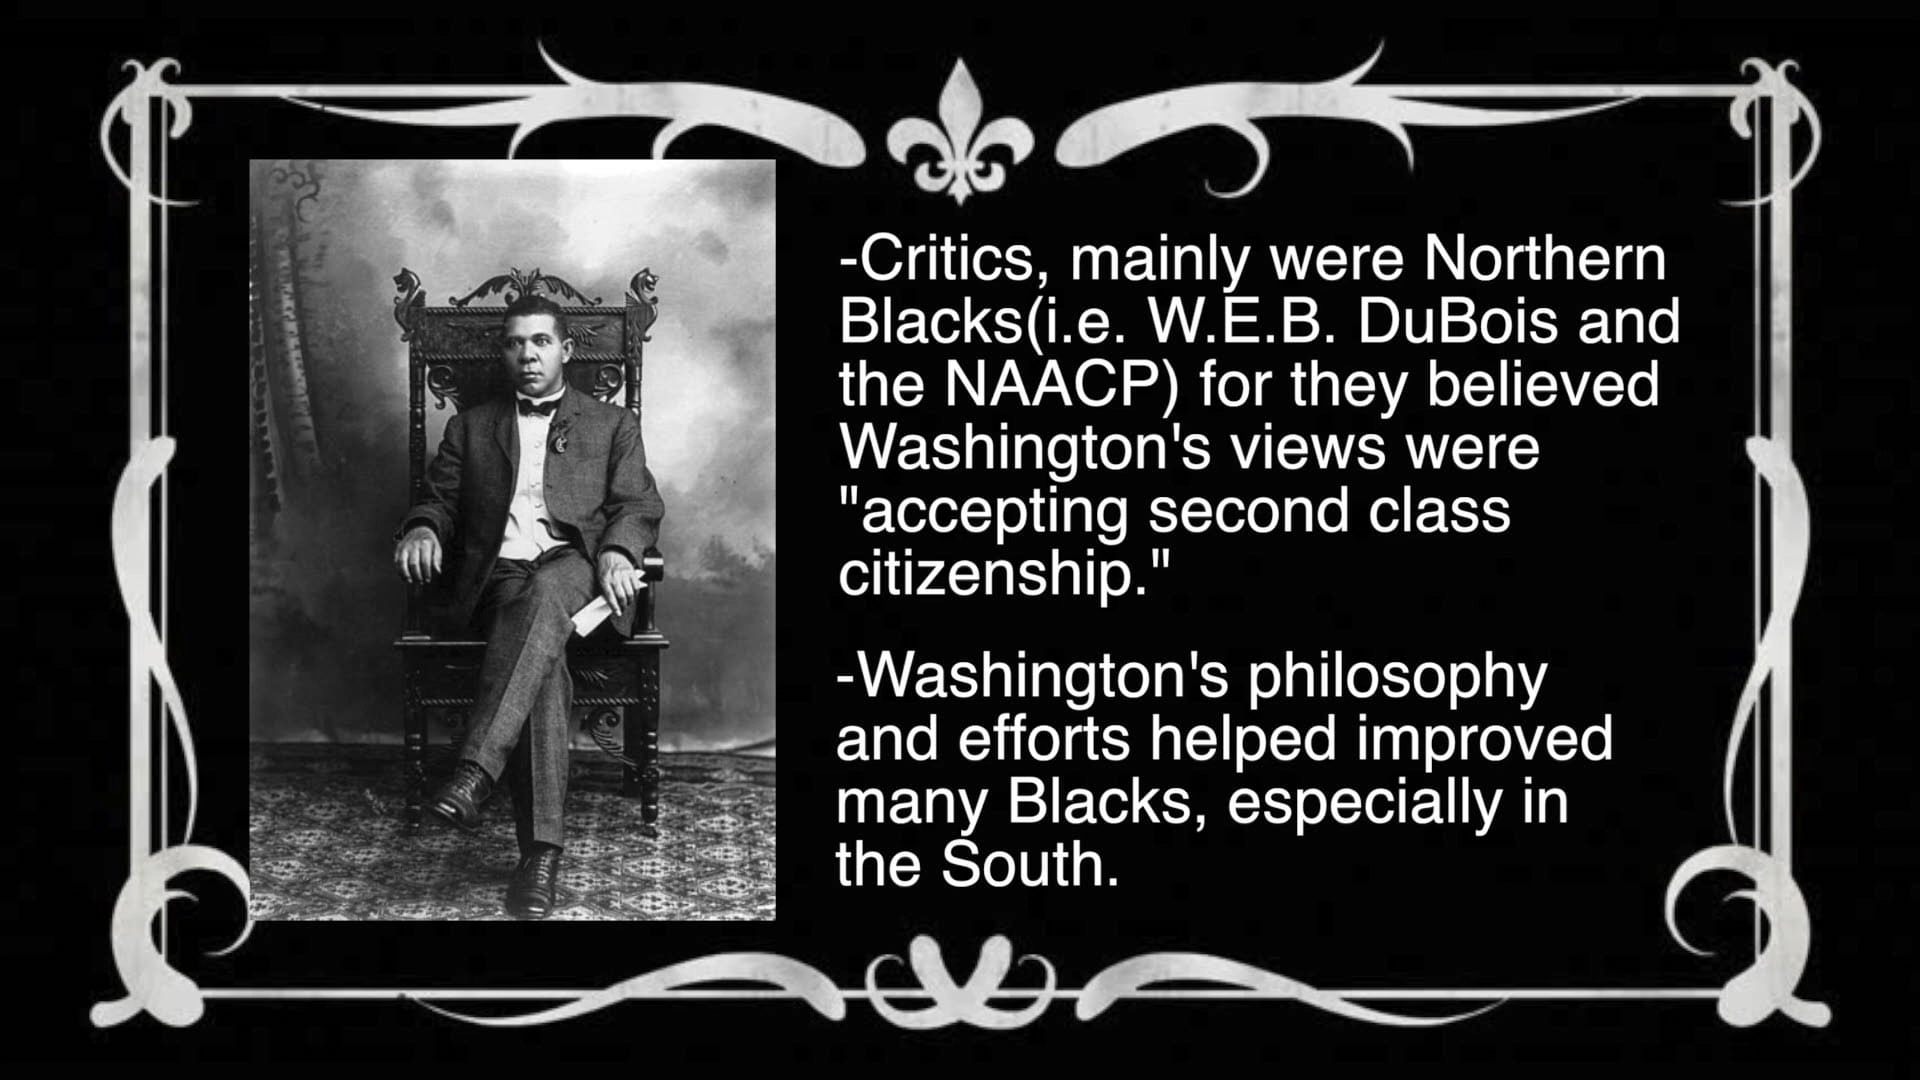 -Critics, mainly were Northern
Blacks(i.e. W.E.B. DuBois and
the NAACP) for they believed
Washington's views were
"accepting second class
citizenship."
-Washington's philosophy
and efforts helped improved
many Blacks, especially in
the South.